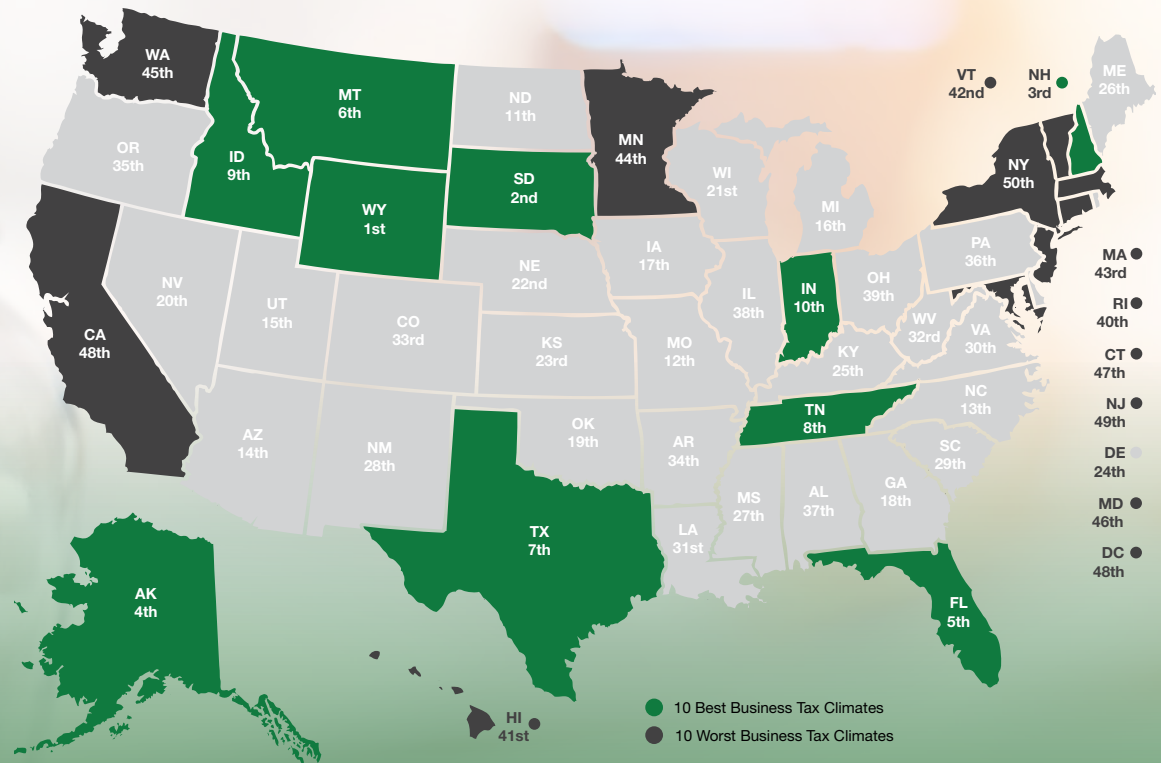 WA
45th
MT
6th
ND
11th
MN
44th
VT
42nd
NH
3rd
ME
26th
OR
35th
ID
9th
SD
2nd
WI
21st
NY
50th
WY
1st
MI
16th
IA
17th
PA
36th
NE
22nd
NV
20th
UT
15th
CO
33rd
IL
38th
IN
10th
OH
39th
MA
43rd
RI
40th
CA
48th
KS
23rd
MO
12th
KY
25th
WV
32rd
VA
30th
CT
47th
NJ
49th
AZ
14th
NM
28th
OK
19th
AR
34th
TN
8th
NC
13th
SC
29th
DE
24th
MD
46th
DC
48th
TX
7th
LA
31st
MS
27th
AL
37th
GA
18th
AK
4th
FL
5th
HI
41st
10 Best Business Tax Climates
10 Worst Business Tax Climates